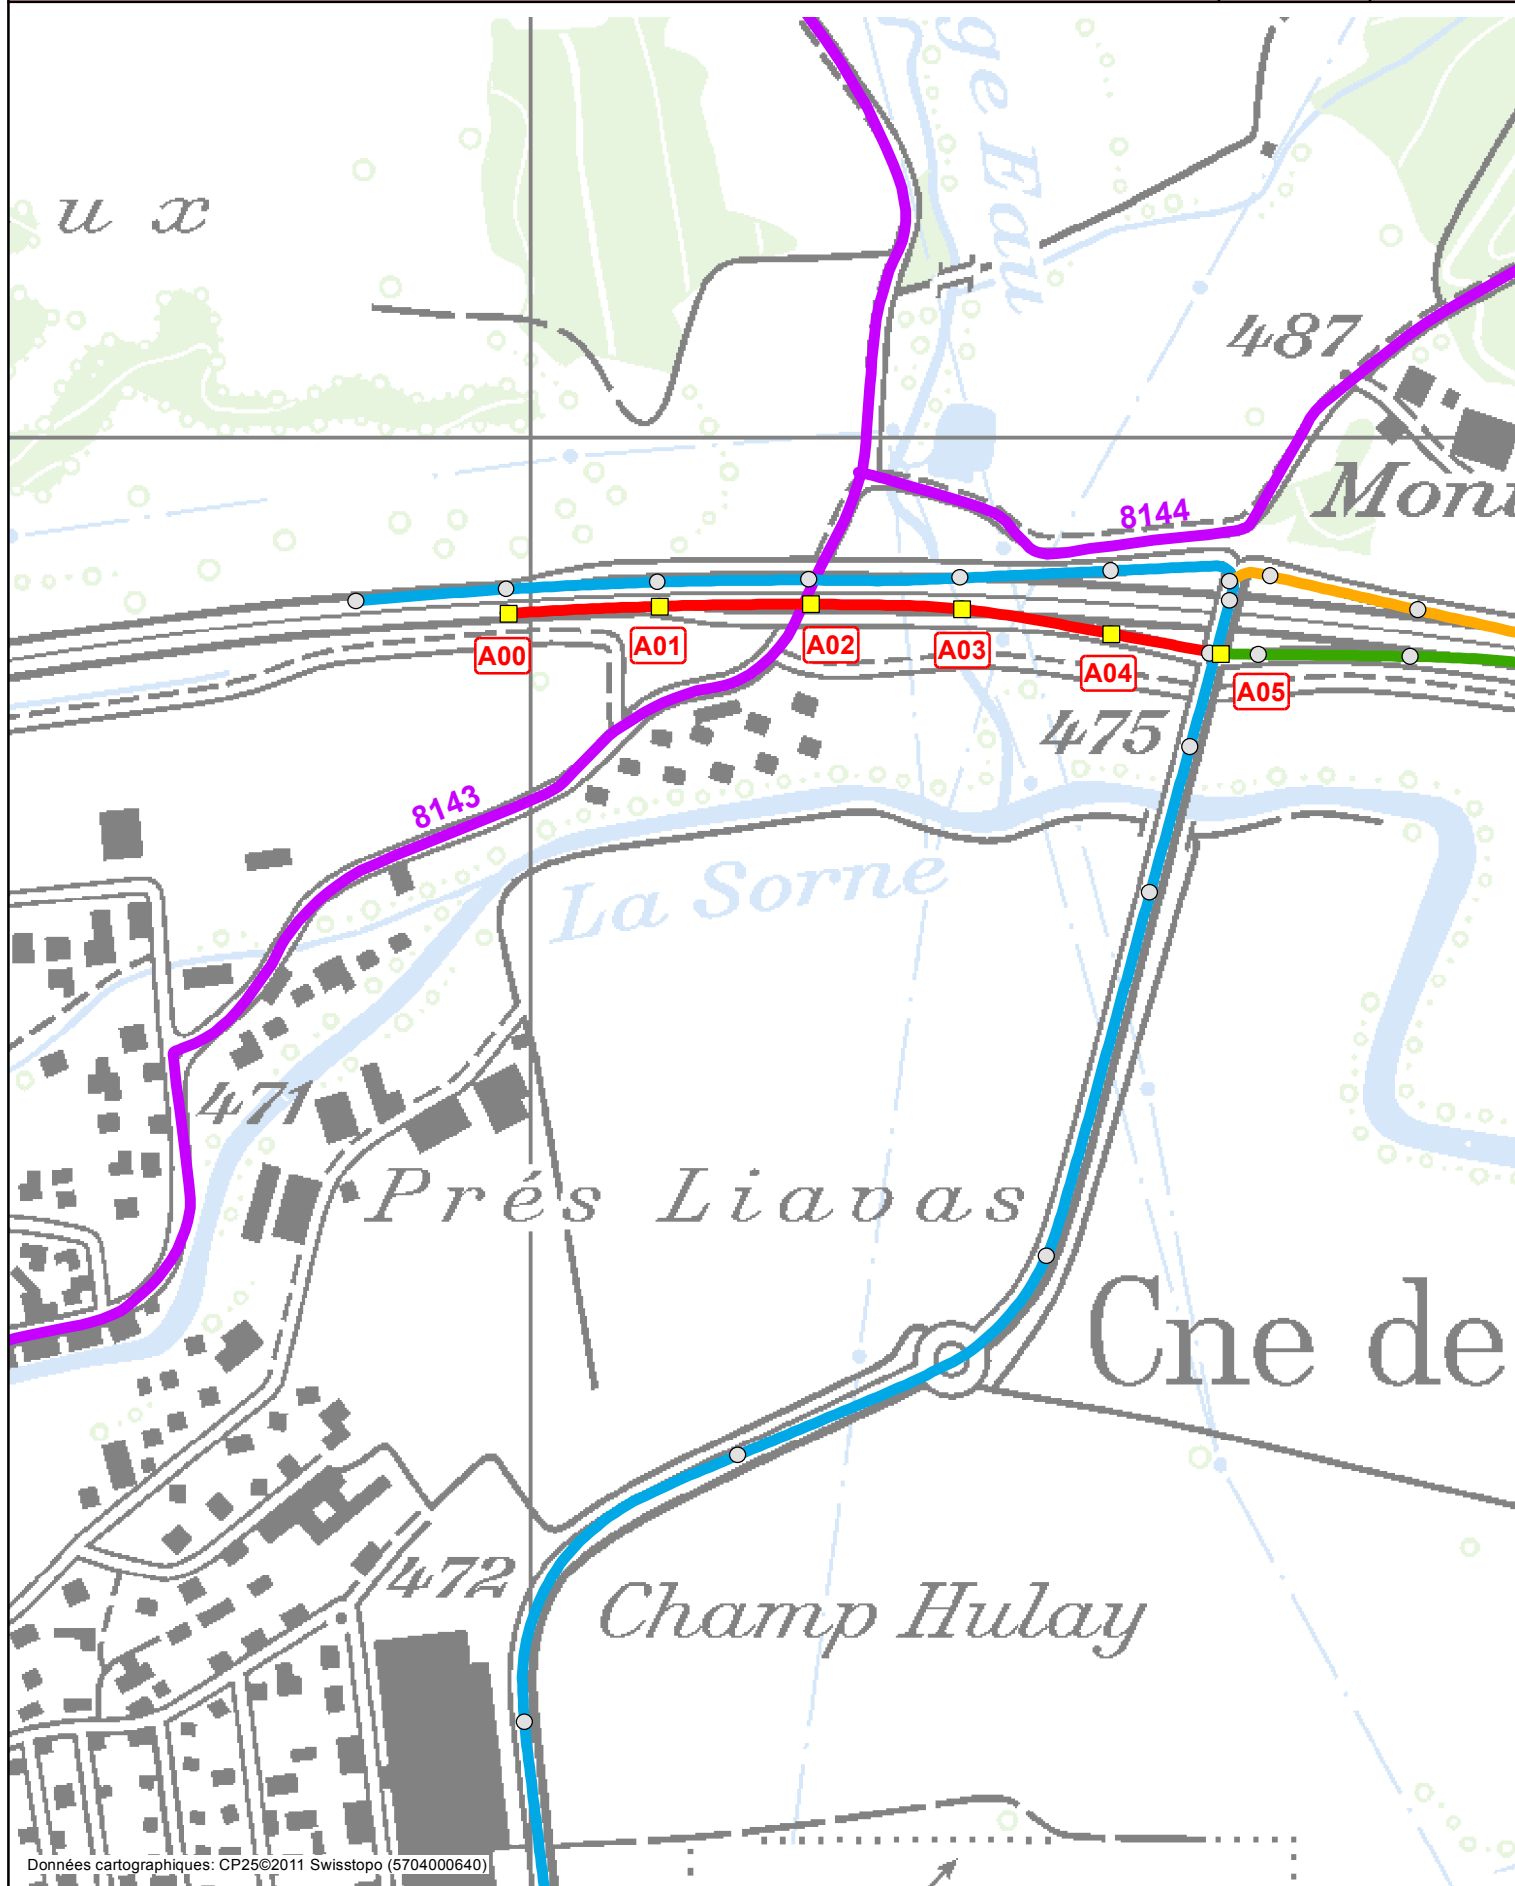 ge Eau
u x
487
Mont
8144
A00
A01
A02
A03
A04
A05
475
8143
La Sorne
471
Prés Liavas
Cne de
472
Champ Hulay
Données cartographiques: CP25©2011 Swisstopo (5704000640)